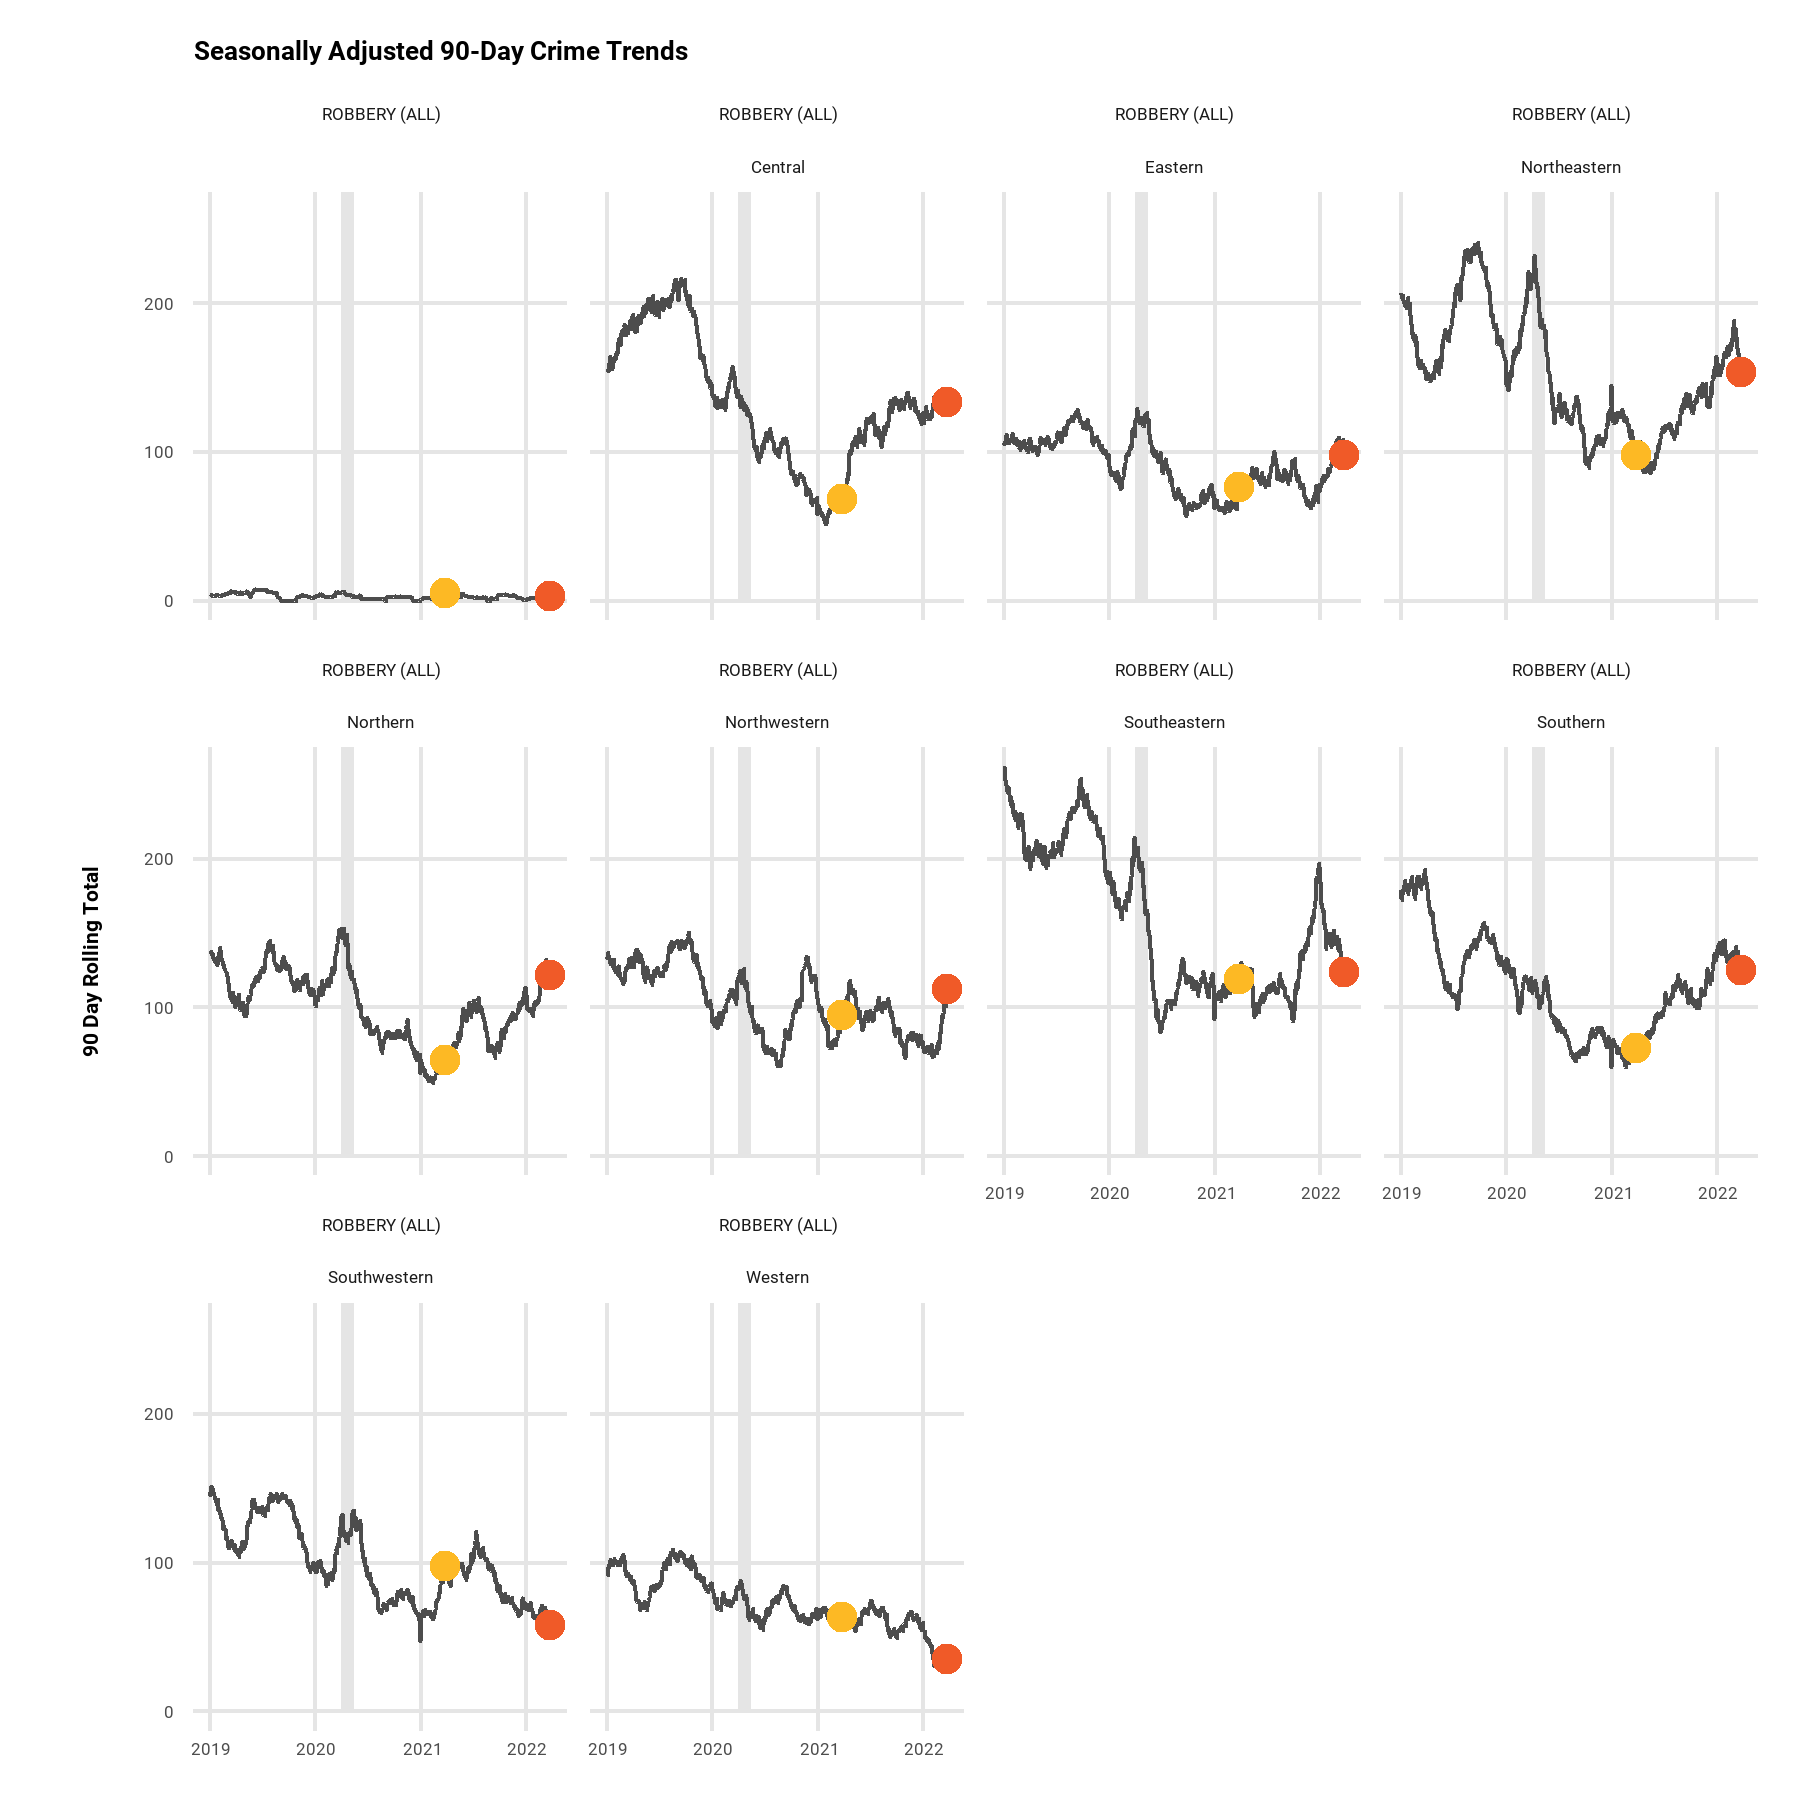 Seasonally Adjusted 90-Day Crime Trends
ROBBERY (ALL)
ROBBERY (ALL)
ROBBERY (ALL)
ROBBERY (ALL)
Central
Eastern
Northeastern
200
100
0
ROBBERY (ALL)
ROBBERY (ALL)
ROBBERY (ALL)
ROBBERY (ALL)
Northern
Northwestern
Southeastern
Southern
90 Day Rolling Total
200
100
0
2019
2020
2021
2022
2019
2020
2021
2022
ROBBERY (ALL)
ROBBERY (ALL)
Southwestern
Western
200
100
0
2019
2020
2021
2022
2019
2020
2021
2022